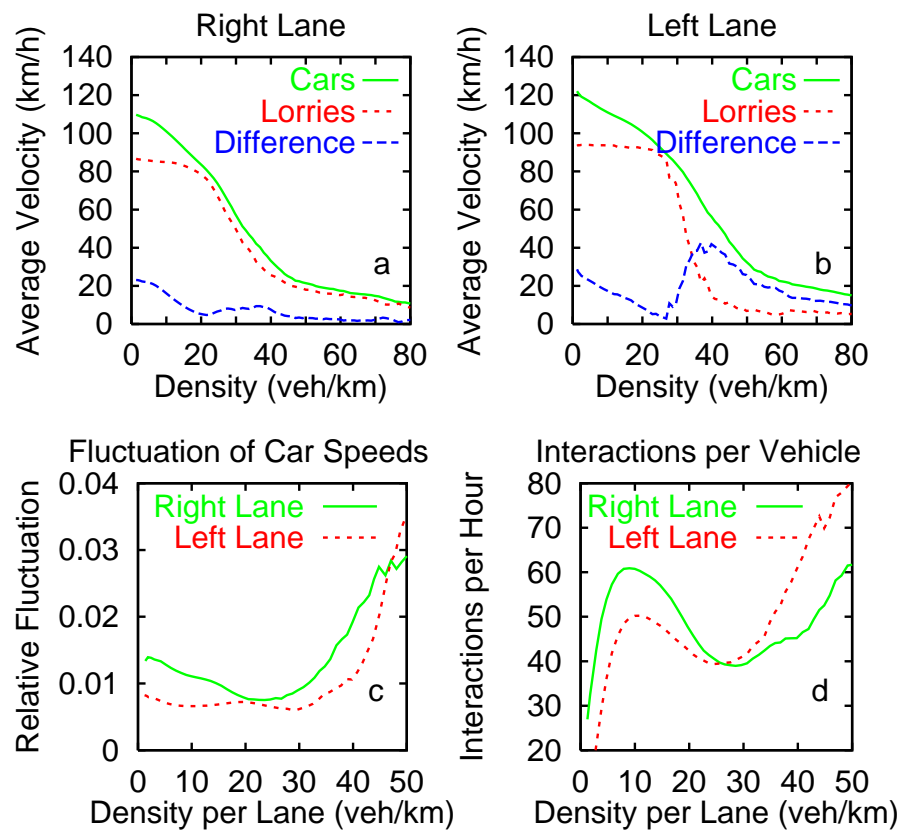 Right Lane
Average Velocity (km/h)
140
120
100
80
60
40
20
0
Cars
Lorries
Difference
a
0 20 40 60 80
Density (veh/km)
Left Lane
Average Velocity (km/h)
140
120
100
80
60
40
20
0
Cars
Lorries
Difference
b
0 20 40 60 80
Density (veh/km)
Fluctuation of Car Speeds
Relative Fluctuation
0.04
0.03
0.02
0.01
0
Right Lane
Left Lane
c
0 10 20 30 40 50
Density per Lane (veh/km)
Interactions per Vehicle
Interactions per Hour
80
70
60
50
40
30
20
Right Lane
Left Lane
d
0 10 20 30 40 50
Density per Lane (veh/km)